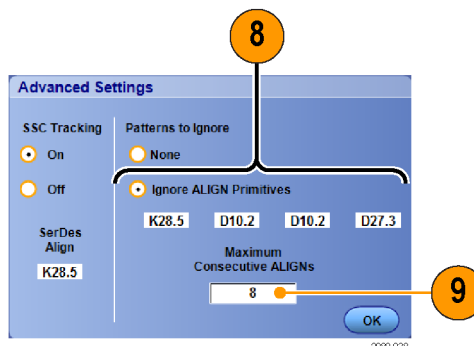 8
Advanced Settings
SSC Tracking
On
Off
SerDes
Align
K28.5
Patterns to Ignore
None
Ignore ALIGN Primitives
K28.5 D10.2 D10.2 D27.3
Maximum
Consecutive ALIGNs
8
9
OK